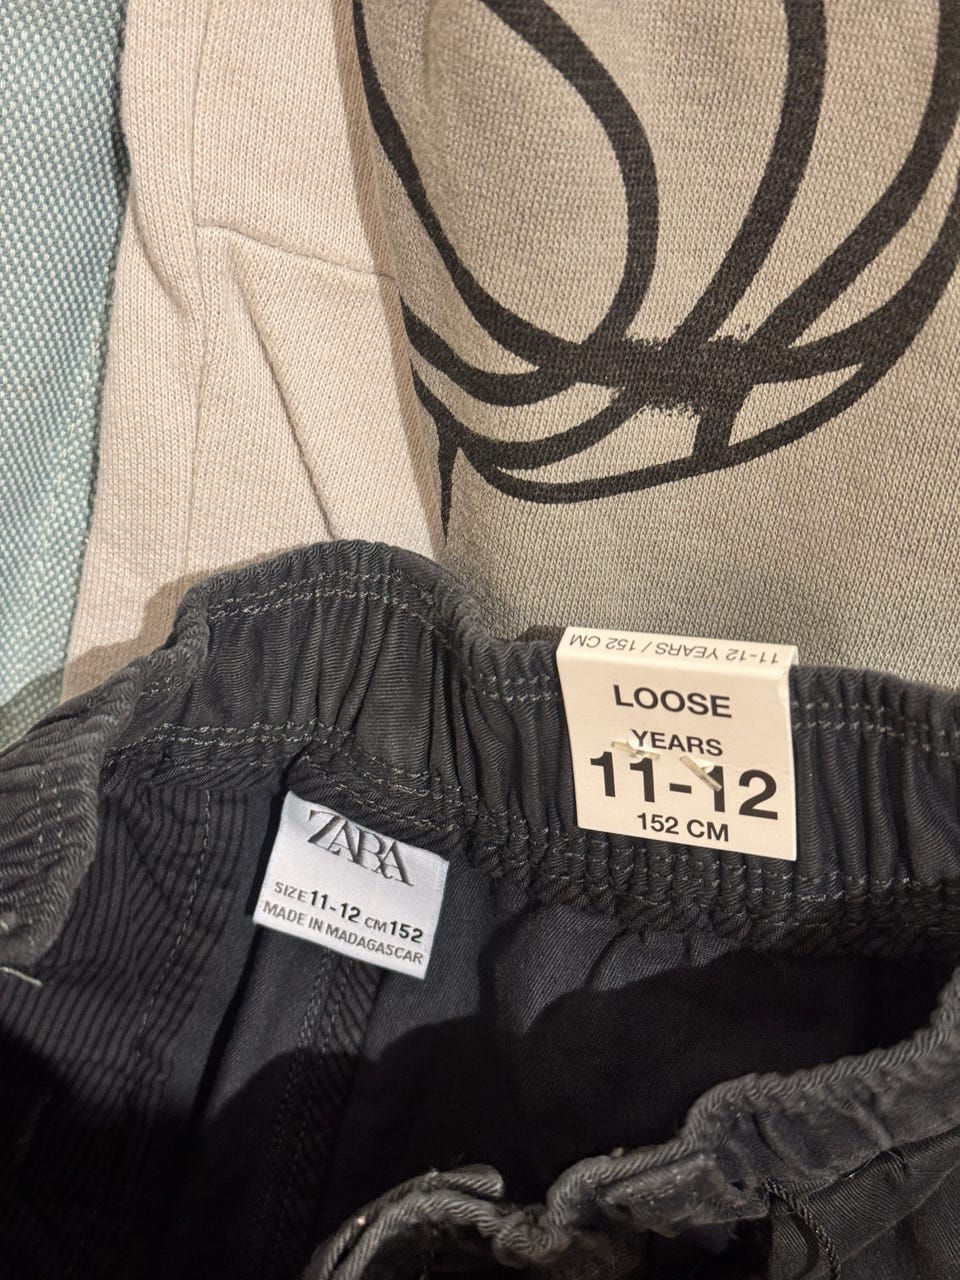 11-12 YEARS / 152 CM
LOOSE
YEARS
11-12
152 CM
ZARA
SIZE 11-12 CM 152
MADE IN MADAGASCAR